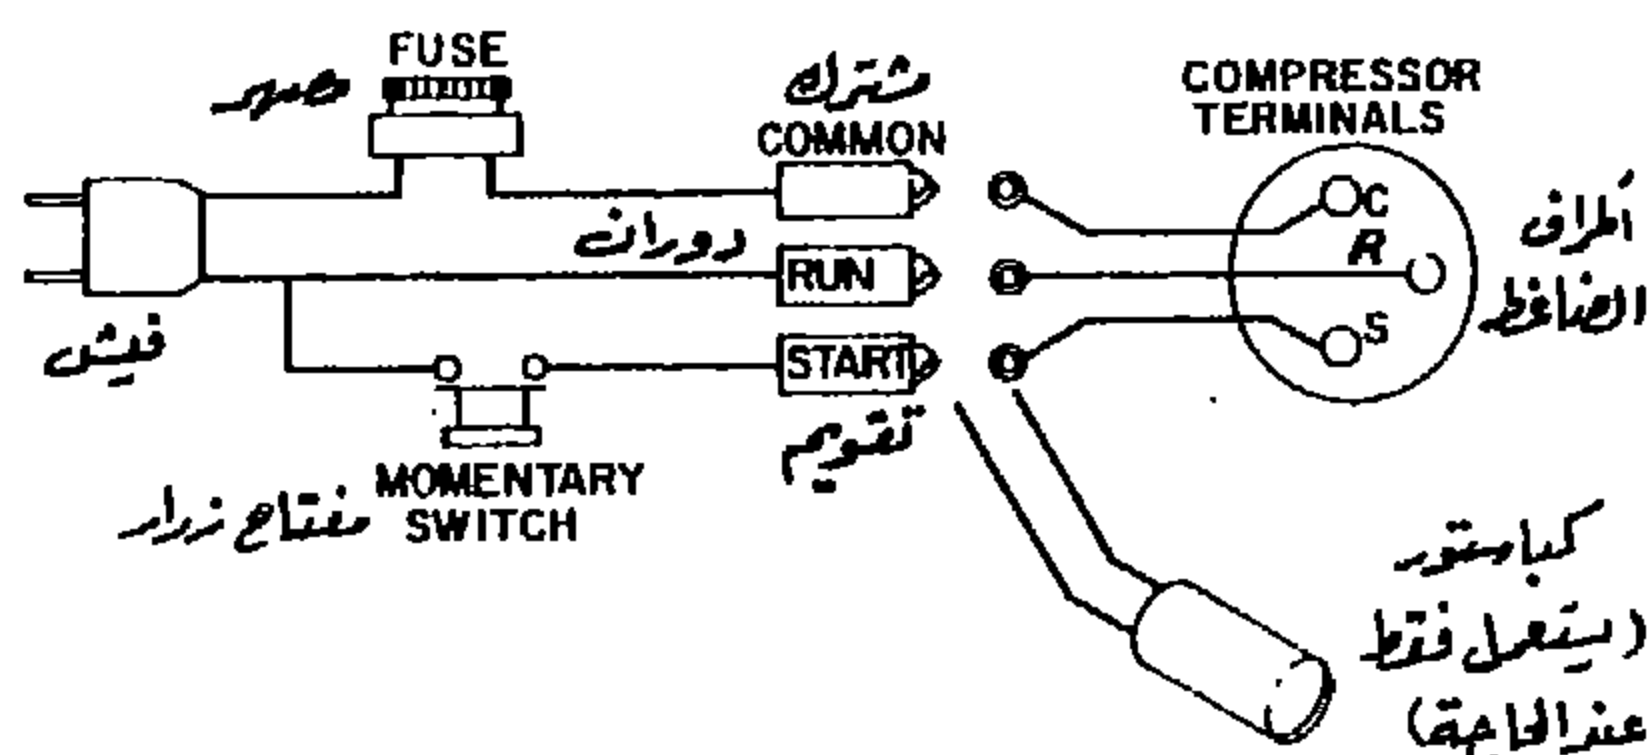 FUSE
مصهر
مشترك
COMMON
COMPRESSOR
TERMINALS
C
R
S
أطراف
الضاغط
دوران
RUN
فيش
START
تقويم
MOMENTARY
SWITCH
مفتاح زرار
كباستور
(يستعمل فقط
عند الحاجة)